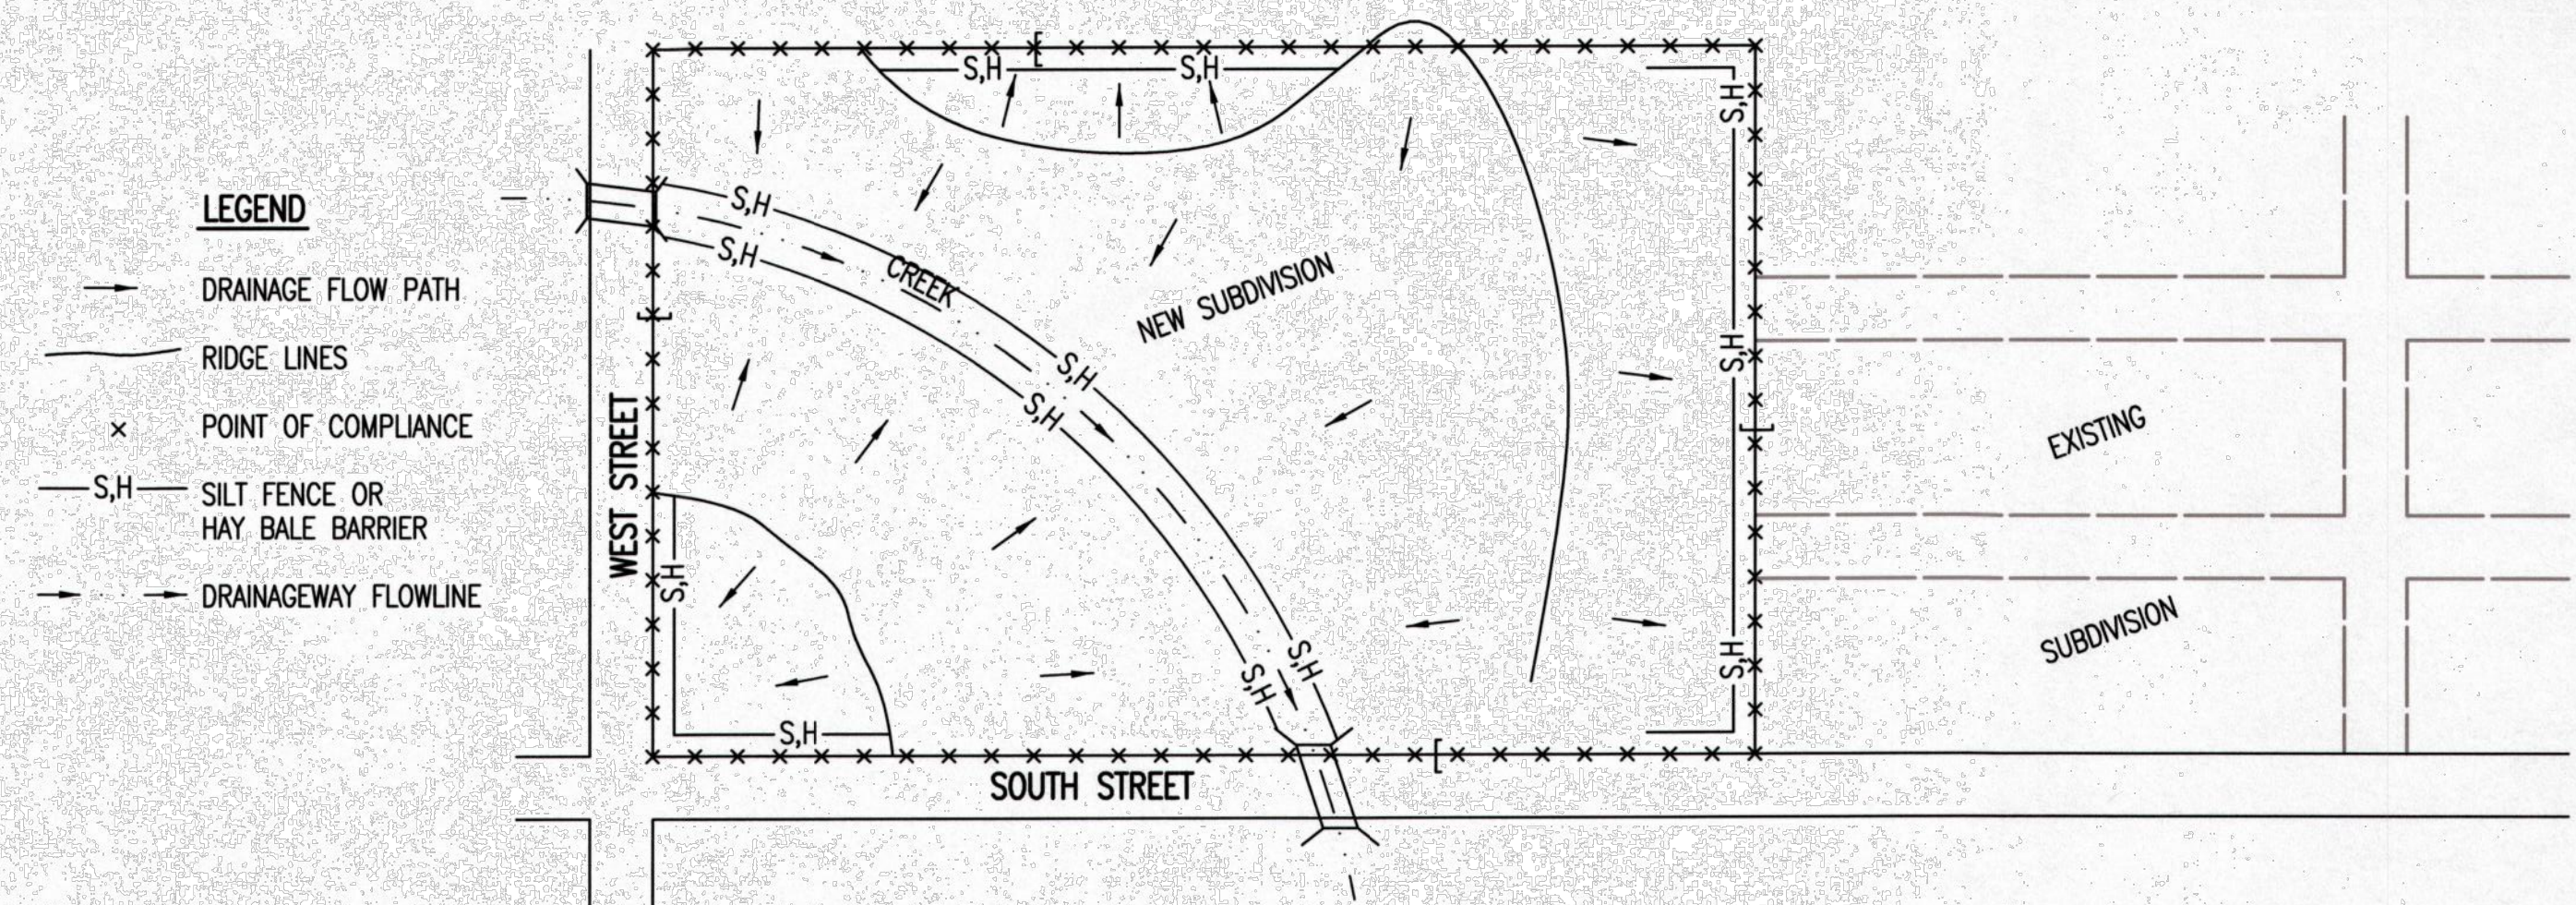 LEGEND
DRAINAGE FLOW PATH
RIDGE LINES
× POINT OF COMPLIANCE
S,H SILT FENCE OR
HAY BALE BARRIER
DRAINAGEWAY FLOWLINE
WEST STREET
SOUTH STREET
S,H
S,H
S,H
S,H
CREEK
S,H
S,H
S,H
S,H
NEW SUBDIVISION
S,H
S,H
S,H
S,H
S,H
EXISTING
SUBDIVISION